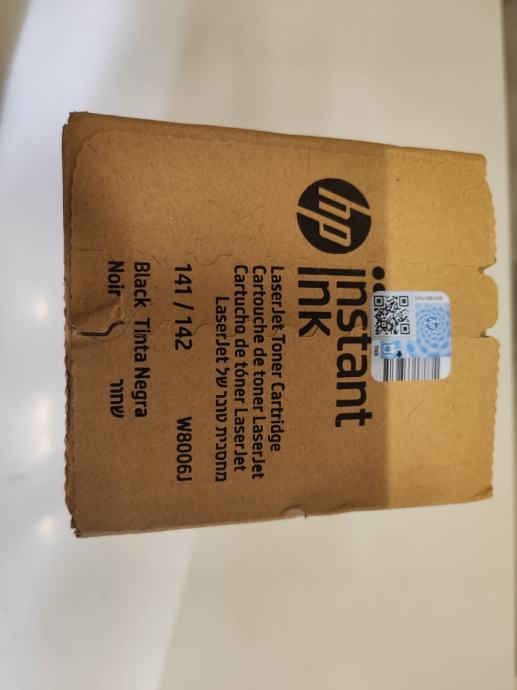 hp
instant
Ink
LaserJet Toner Cartridge
Cartouche de toner LaserJet
Cartucho de tóner LaserJet
מחסנית טונר של LaserJet
141 / 142 W8006J
Black Tinta Negra
Noir שחור